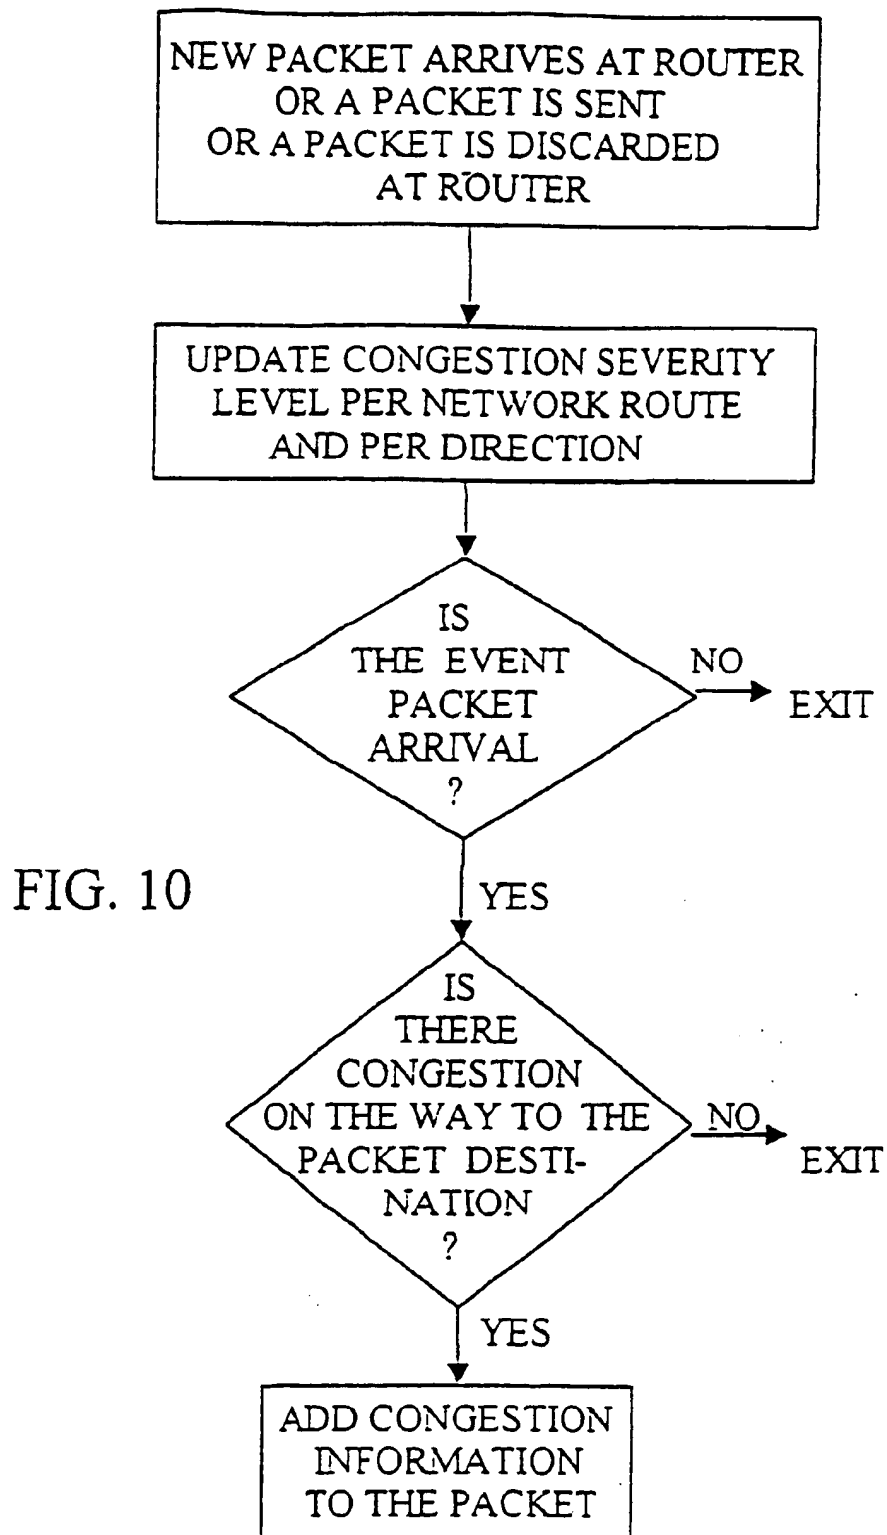 NEW PACKET ARRIVES AT ROUTER
OR A PACKET IS SENT
OR A PACKET IS DISCARDED
AT ROUTER
UPDATE CONGESTION SEVERITY
LEVEL PER NETWORK ROUTE
AND PER DIRECTION
IS
THE EVENT
PACKET
ARRIVAL
?
NO
EXIT
FIG. 10
YES
IS
THERE
CONGESTION
ON THE WAY TO THE
PACKET DESTI-
NATION
?
NO
EXIT
YES
ADD CONGESTION
INFORMATION
TO THE PACKET